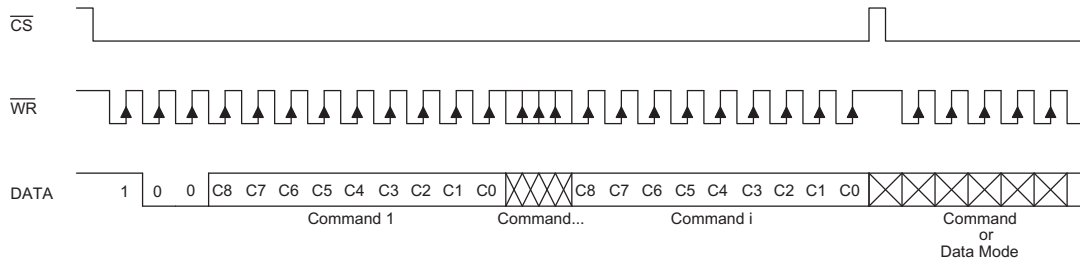 CS
WR
DATA 1 0 0 C8 C7 C6 C5 C4 C3 C2 C1 C0 C8 C7 C6 C5 C4 C3 C2 C1 C0
Command 1 Command... Command i Command
or
Data Mode